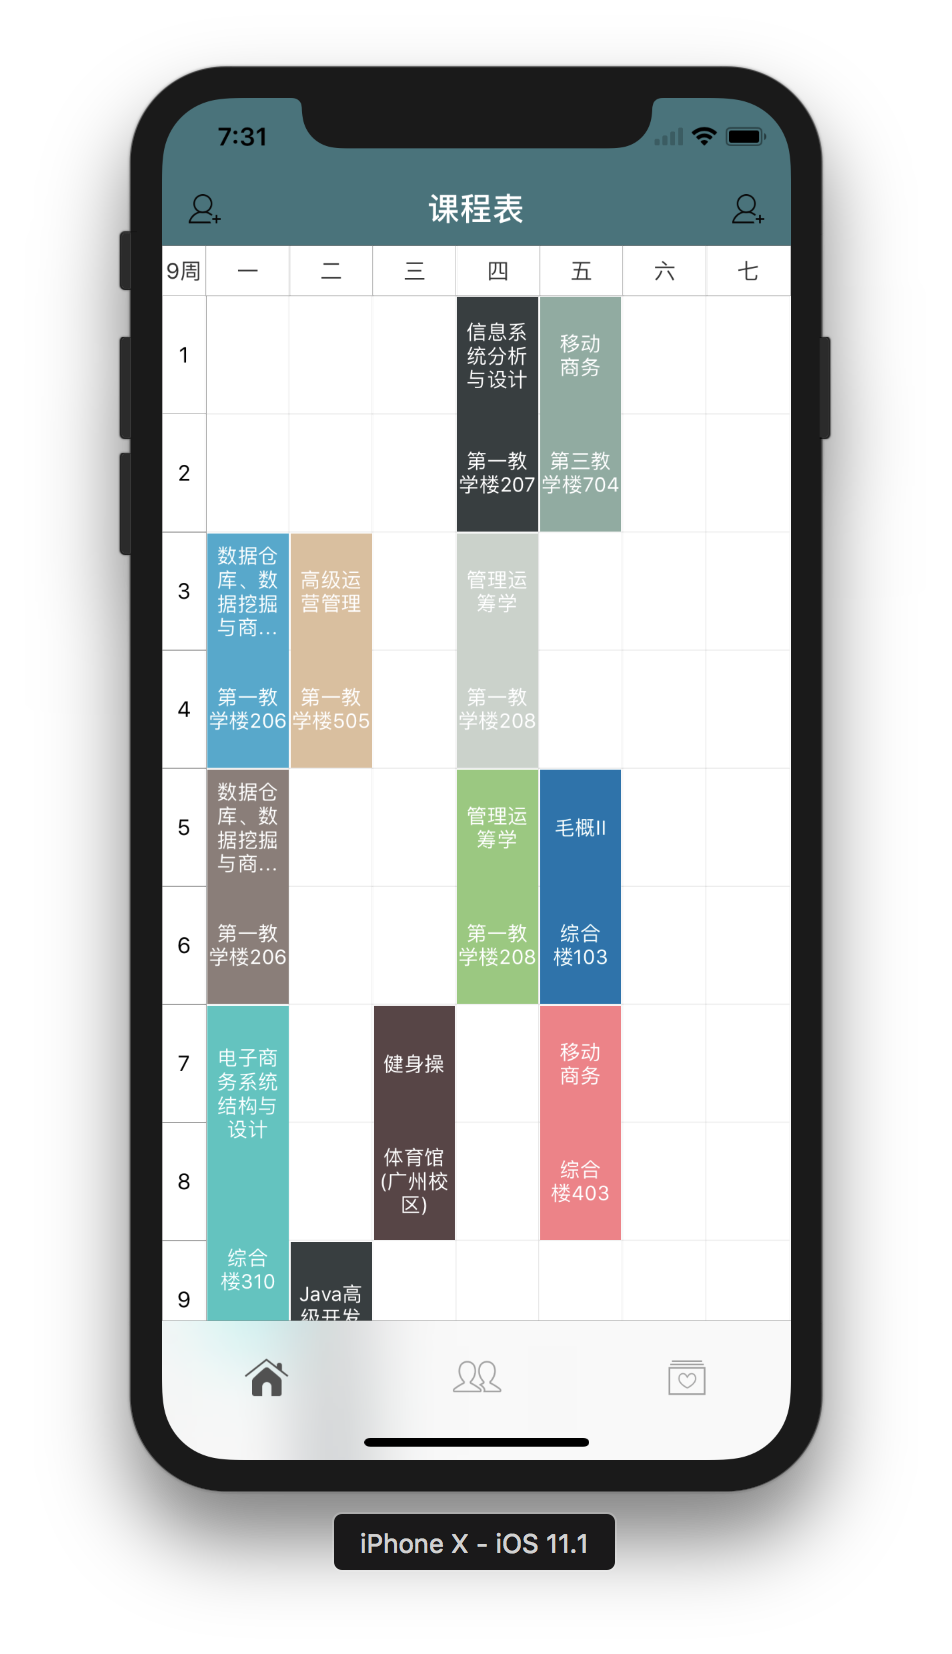 7:31
课程表
9周 一 二 三 四 五 六 七
1
信息系
统分析
与设计
移动
商务
2
第一教
学楼207
第三教
学楼704
3
数据仓
库、数
据挖掘
与商...
高级运
营管理
管理运
筹学
4
第一教
学楼206
第一教
学楼505
第一教
学楼208
5
数据仓
库、数
据挖掘
与商...
管理运
筹学
毛概II
6
第一教
学楼206
第一教
学楼208
综合
楼103
7
电子商
务系统
结构与
设计
健身操
移动
商务
8
体育馆
(广州校
区)
综合
楼403
9
综合
楼310
Java高
级开发
iPhone X - iOS 11.1